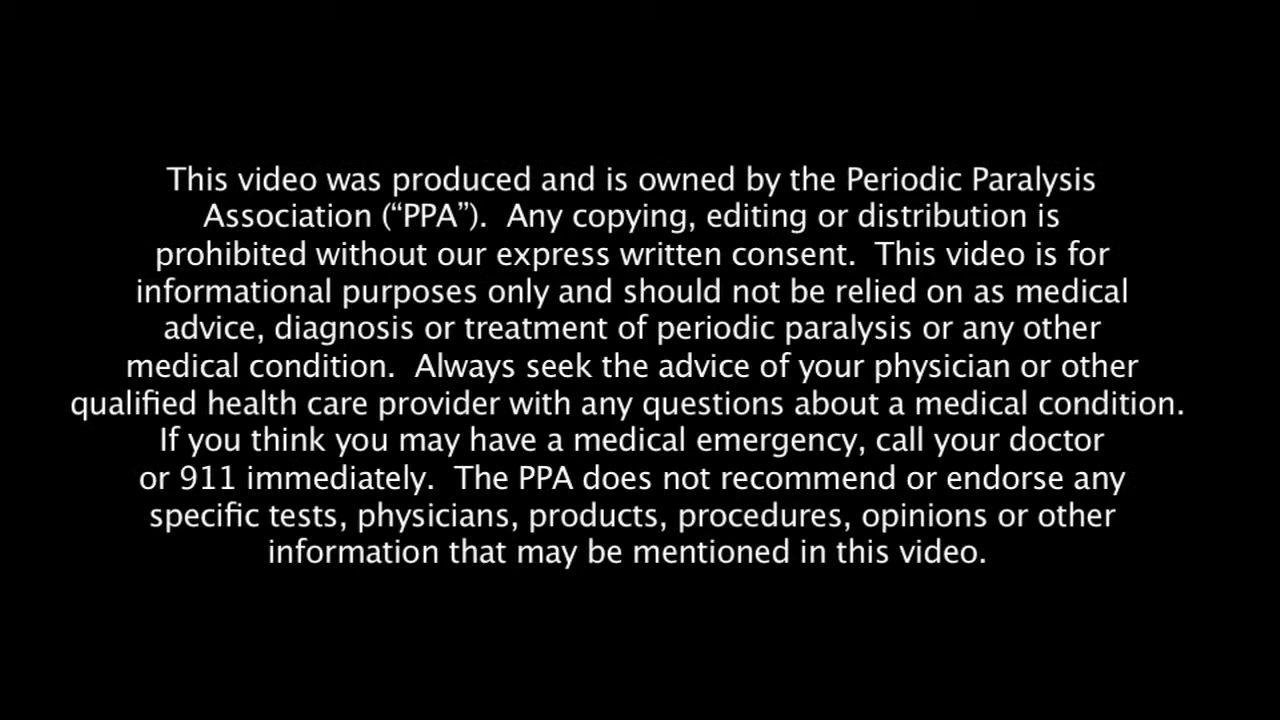 This video was produced and is owned by the Periodic Paralysis
Association (“PPA”).  Any copying, editing or distribution is
prohibited without our express written consent.  This video is for
informational purposes only and should not be relied on as medical
advice, diagnosis or treatment of periodic paralysis or any other
medical condition.  Always seek the advice of your physician or other
qualified health care provider with any questions about a medical condition.
If you think you may have a medical emergency, call your doctor
or 911 immediately.  The PPA does not recommend or endorse any
specific tests, physicians, products, procedures, opinions or other
information that may be mentioned in this video.